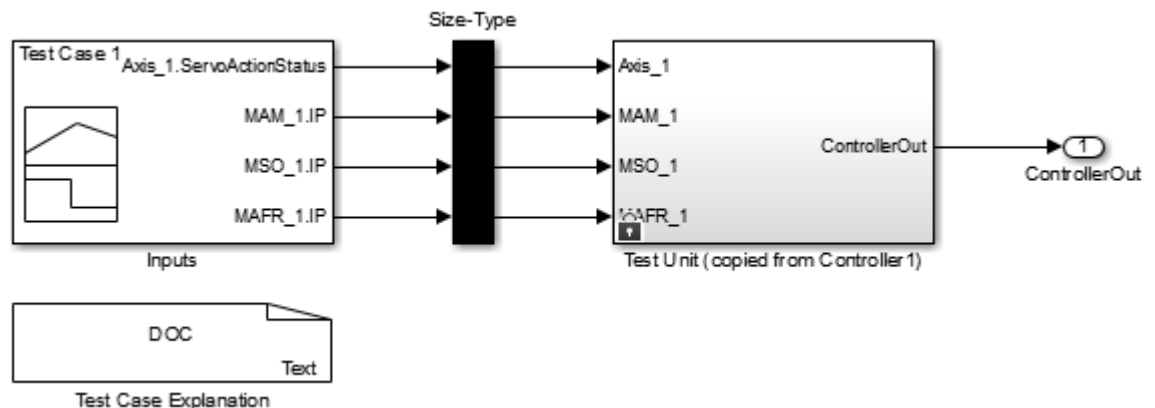 Size-Type
Test Case 1
Axis_1.ServoActionStatus
MAM_1.IP
MSO_1.IP
MAFR_1.IP
Inputs
Axis_1
MAM_1
MSO_1
MAFR_1
ControllerOut
Test Unit (copied from Controller1)
1
ControllerOut
DOC
Text
Test Case Explanation